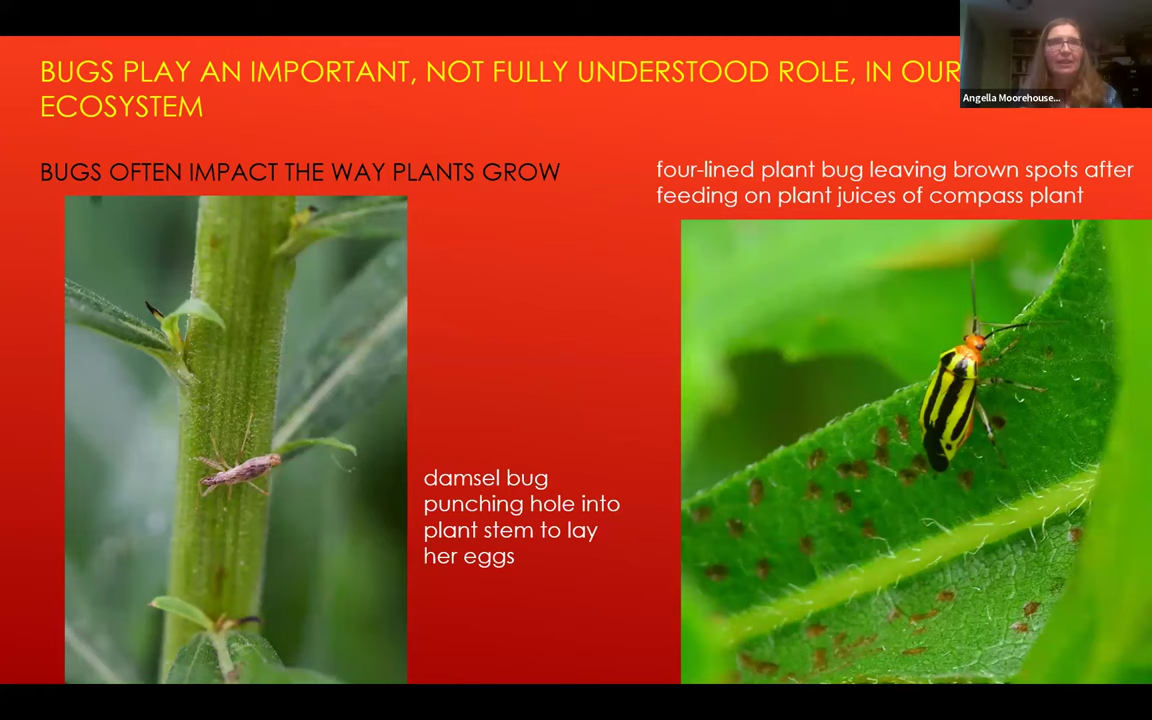 BUGS PLAY AN IMPORTANT, NOT FULLY UNDERSTOOD ROLE, IN OUR
ECOSYSTEM
Angella Moorehouse...
BUGS OFTEN IMPACT THE WAY PLANTS GROW
four-lined plant bug leaving brown spots after
feeding on plant juices of compass plant
damsel bug
punching hole into
plant stem to lay
her eggs